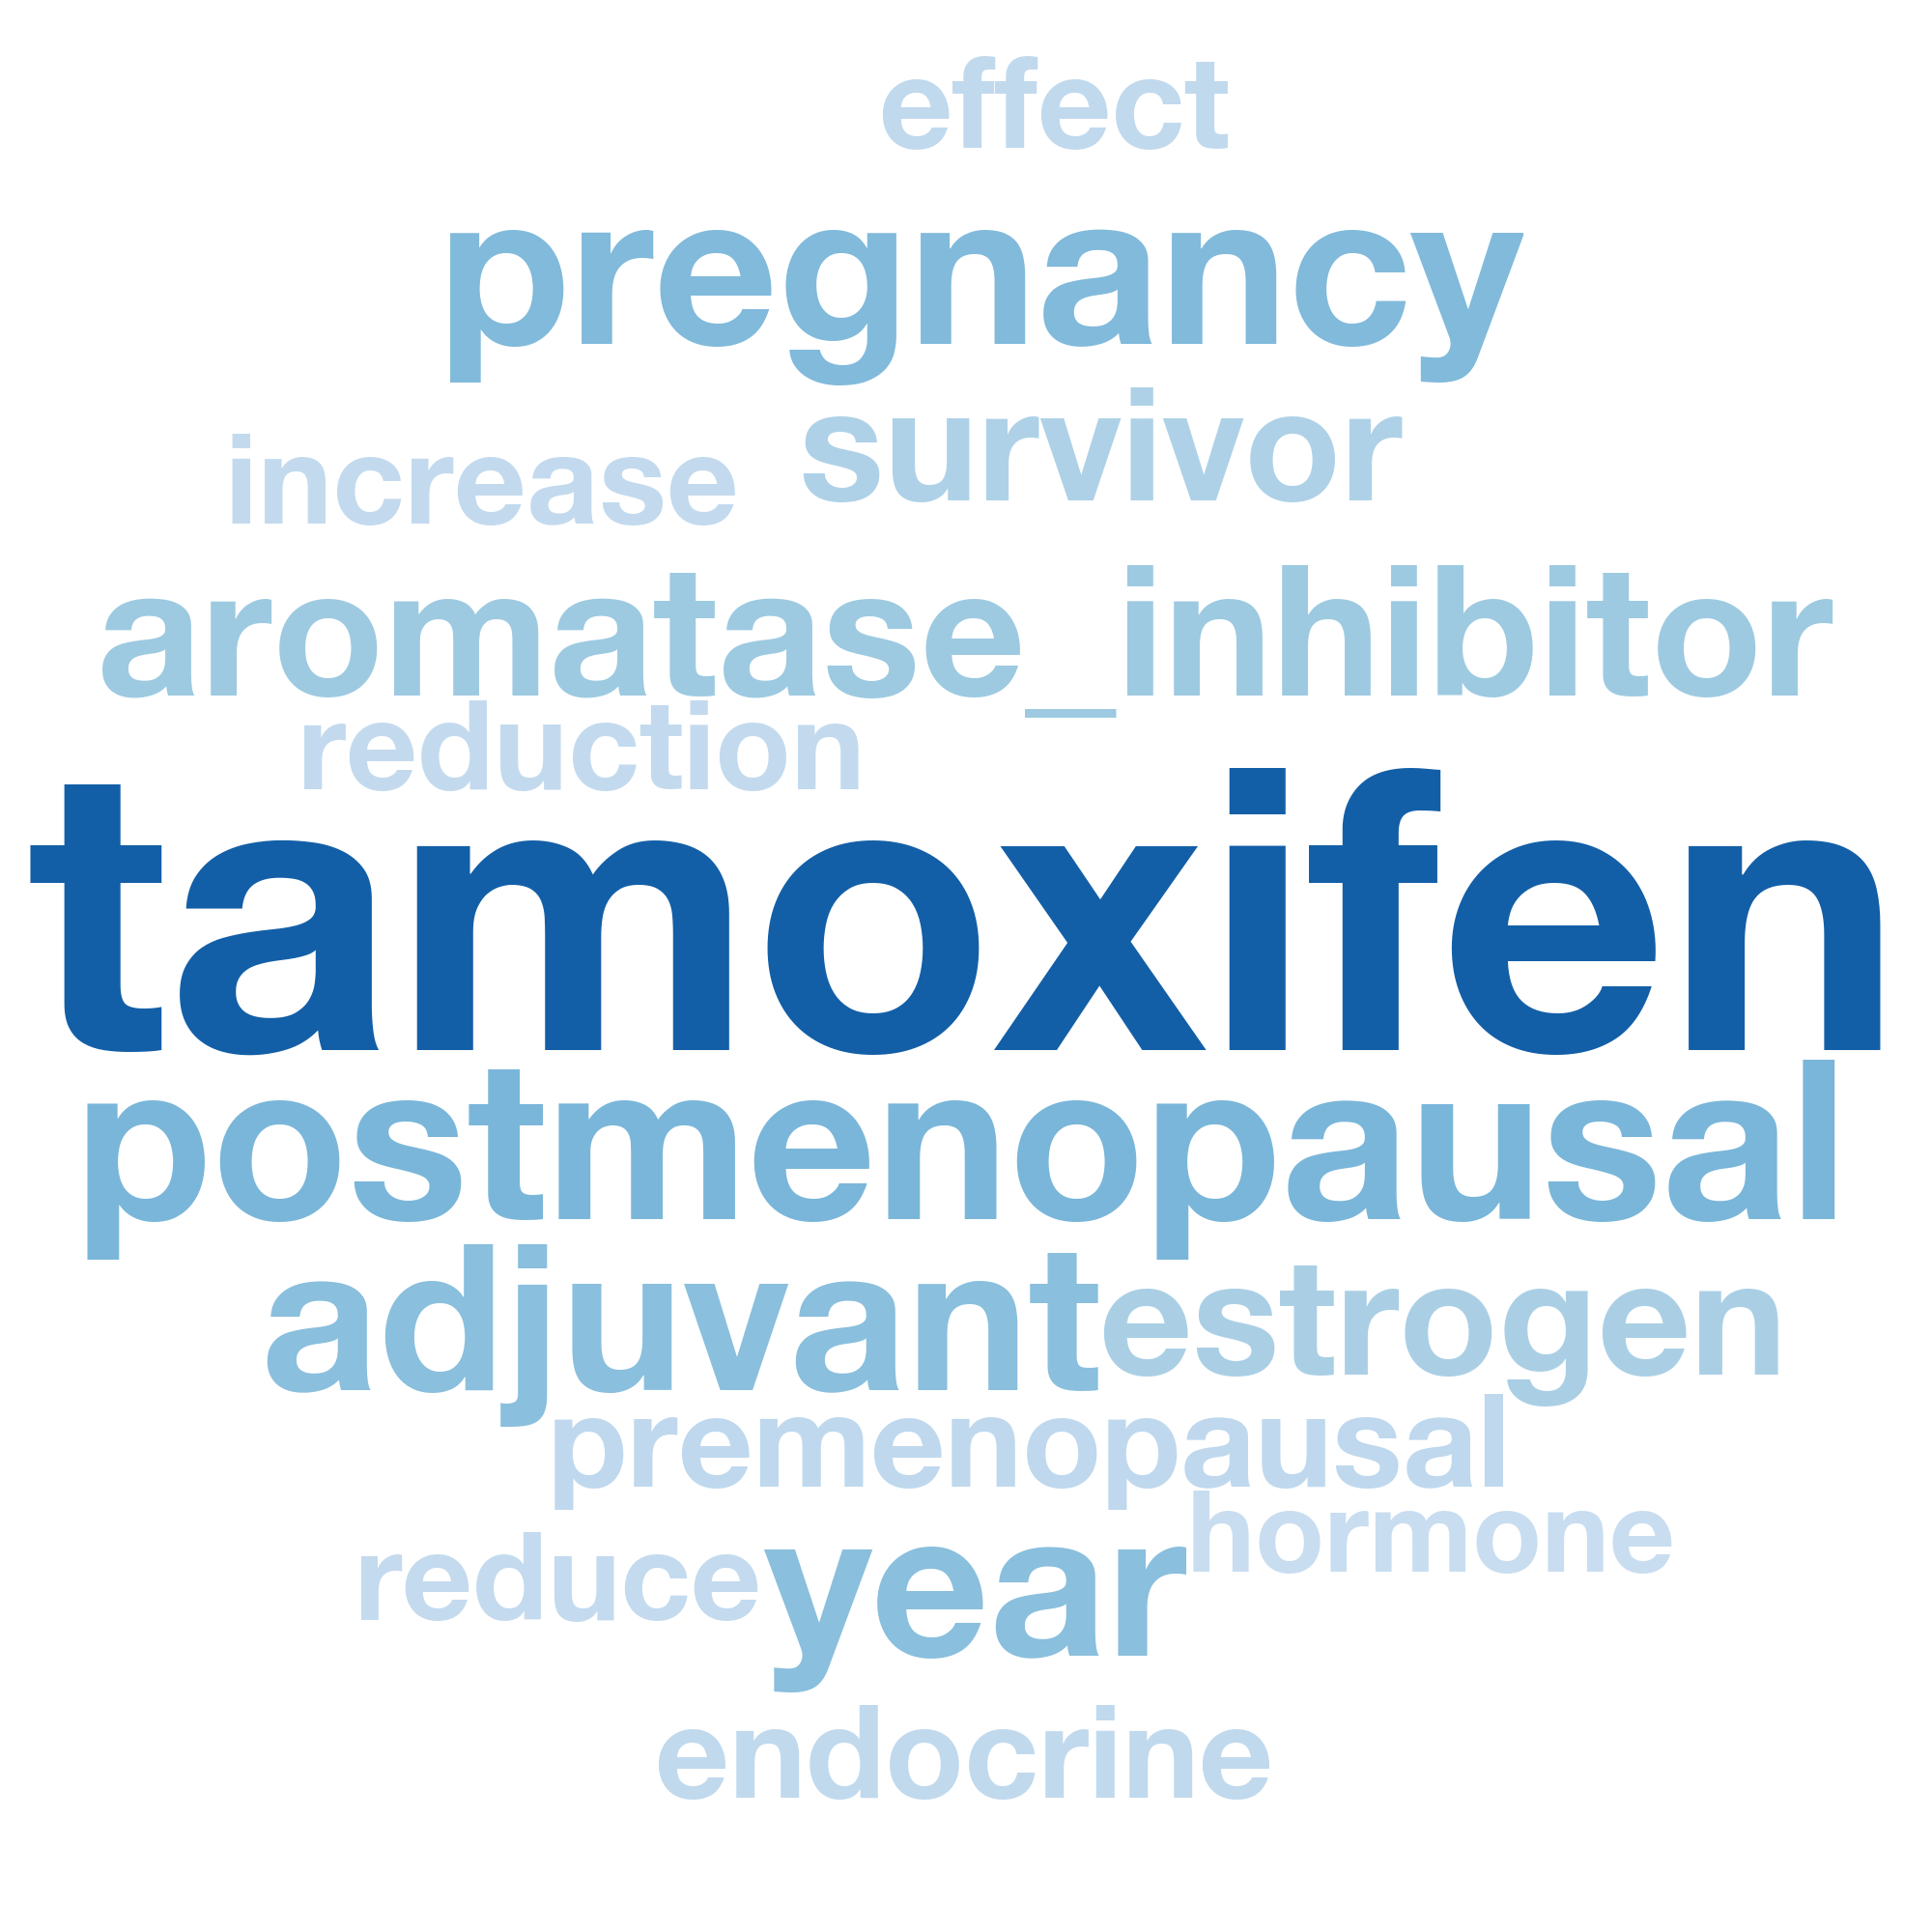 effect
pregnancy
survivor
increase
aromatase_inhibitor
reduction
tamoxifen
postmenopausal
adjuvant estrogen
premenopausal
hormone
reduce year
endocrine